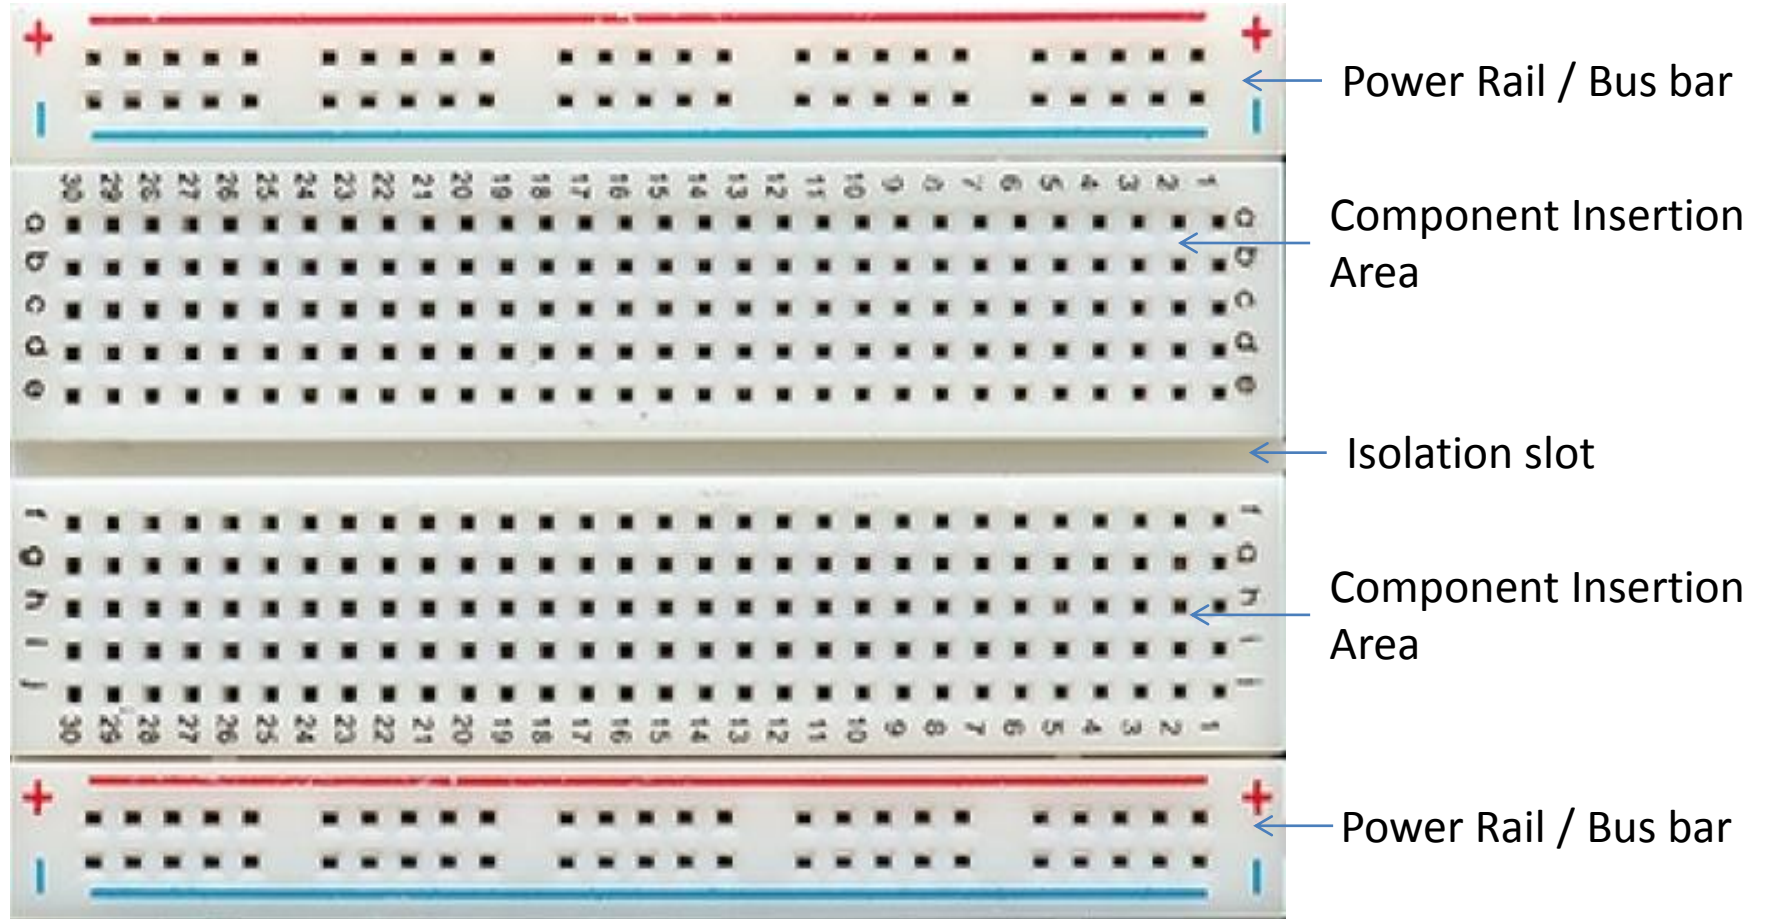 + +
Power Rail / Bus bar
— —
30 29 26 27 26 25 24 23 22 21 20 19 18 17 16 15 14 13 12 11 10 9 8 7 6 5 4 3 2 1
a a
Component Insertion
b b
Area
c c
d d
e e
Isolation slot
f f
g g
h h
Component Insertion
i i
Area
j j
30 29 28 27 26 25 24 23 22 21 20 19 18 17 16 15 14 13 12 11 10 9 8 7 6 5 4 3 2 1
+ +
Power Rail / Bus bar
— —